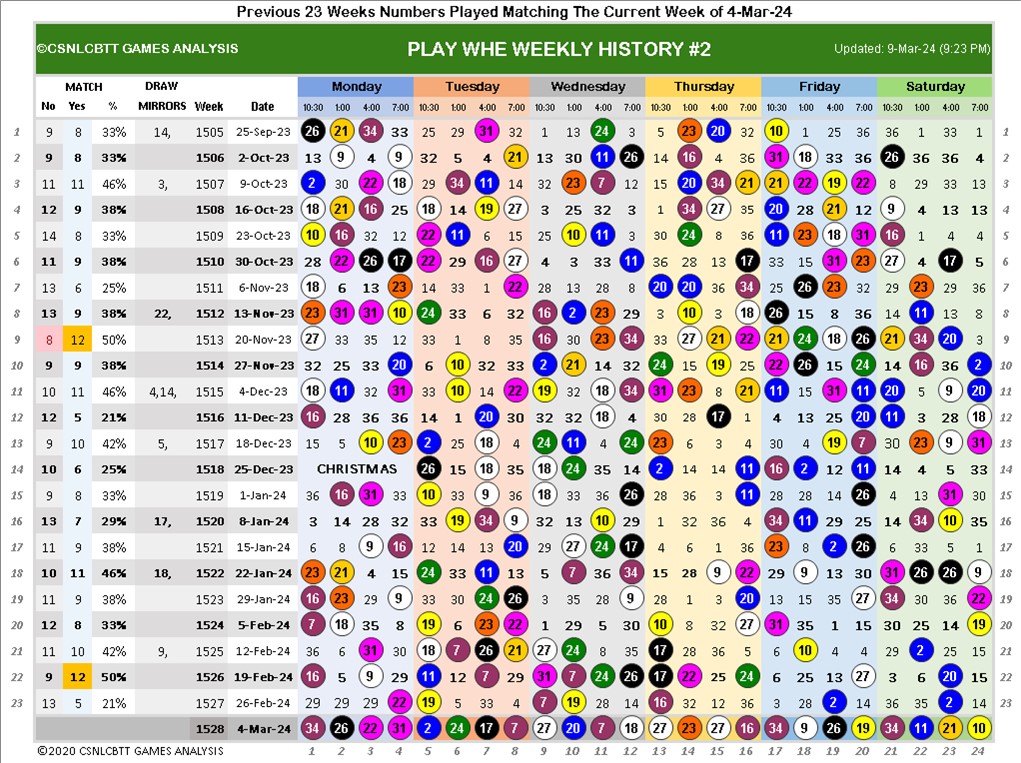 Previous 23 Weeks Numbers Played Matching The Current Week of 4-Mar-24
©CSNLCBTT GAMES ANALYSIS PLAY WHE WEEKLY HISTORY #2 Updated: 9-Mar-24 (9:23 PM)
MATCH DRAW Monday Tuesday Wednesday Thursday Friday Saturday
No Yes % MIRRORS Week Date 10:30 1:00 4:00 7:00 10:30 1:00 4:00 7:00 10:30 1:00 4:00 7:00 10:30 1:00 4:00 7:00 10:30 1:00 4:00 7:00 10:30 1:00 4:00 7:00
1 9 8 33% 14, 1505 25-Sep-23 26 21 34 33 25 29 31 32 1 13 24 3 5 23 20 32 10 1 25 36 36 1 33 1 1
2 9 8 33% 1506 2-Oct-23 13 9 4 9 32 5 4 21 13 30 11 26 14 16 4 36 31 18 33 36 26 36 36 4 2
3 11 11 46% 3, 1507 9-Oct-23 2 30 22 18 29 34 11 14 32 23 7 12 15 20 34 21 21 22 19 20 8 29 33 13 3
4 12 9 38% 1508 16-Oct-23 18 21 16 25 18 14 19 27 3 25 32 3 1 34 27 35 20 28 21 12 9 4 13 13 4
5 14 8 33% 1509 23-Oct-23 10 16 32 12 22 11 6 15 25 10 11 3 30 24 8 36 11 23 18 31 16 1 4 4 5
6 11 9 38% 1510 30-Oct-23 28 22 26 17 22 29 16 27 4 3 33 11 36 28 13 17 33 15 31 23 27 4 17 5 6
7 13 6 25% 1511 6-Nov-23 18 6 13 23 14 33 1 22 28 13 28 8 20 20 36 34 25 26 23 32 28 23 29 36 7
8 13 9 38% 22, 1512 13-Nov-23 23 31 31 10 24 33 6 32 16 2 23 29 3 10 3 18 26 15 8 36 14 11 13 13 8
9 8 12 50% 1513 20-Nov-23 27 33 35 12 33 1 8 35 16 30 23 34 33 27 21 22 21 24 18 26 21 34 20 3 9
10 9 9 38% 1514 27-Nov-23 32 25 33 20 6 10 32 33 2 21 14 30 24 15 19 25 22 26 15 24 14 16 36 2 10
11 10 11 46% 4,14, 1515 4-Dec-23 18 11 32 31 33 10 14 22 19 32 18 34 31 23 8 21 11 15 31 11 11 5 9 20 11
12 12 5 21% 1516 11-Dec-23 16 28 36 36 14 1 20 30 32 32 18 4 30 28 17 32 4 13 25 20 11 3 28 18 12
13 9 10 42% 5, 1517 18-Dec-23 15 5 10 23 2 25 18 4 24 11 4 24 23 6 3 4 30 4 19 7 30 23 9 31 13
14 10 6 25% 1518 25-Dec-23 CHRISTMAS 26 15 18 35 18 24 35 14 2 14 14 11 16 2 12 11 14 4 5 33 14
15 9 8 33% 1519 1-Jan-24 36 16 31 33 10 33 9 36 18 33 36 26 28 36 3 11 28 28 14 26 4 15 31 30 15
16 13 7 29% 17, 1520 8-Jan-24 3 14 28 32 33 19 34 9 32 13 10 29 1 32 36 4 34 11 29 25 14 34 10 35 16
17 11 9 38% 1521 15-Jan-24 6 8 9 16 12 14 13 20 29 27 24 17 4 6 1 36 23 8 2 26 6 33 5 1 17
18 10 11 46% 18, 1522 22-Jan-24 23 21 4 15 24 33 11 13 5 7 36 34 15 28 9 22 29 9 13 30 31 26 26 9 18
19 11 9 38% 1523 29-Jan-24 16 23 29 9 33 30 24 26 3 35 28 9 28 1 3 20 13 15 35 27 34 30 36 22 19
20 12 8 33% 1524 5-Feb-24 7 18 35 8 19 6 23 22 1 29 5 30 10 8 32 27 31 35 1 15 30 25 14 19 20
21 11 10 42% 9, 1525 12-Feb-24 36 6 31 30 18 7 26 21 27 24 8 35 17 28 36 5 6 10 4 4 29 2 25 15 21
22 9 12 50% 1526 19-Feb-24 16 5 9 29 11 12 7 29 31 7 24 26 17 22 25 24 6 25 13 27 3 6 20 15 22
23 13 5 21% 1527 26-Feb-24 29 29 29 22 19 5 33 4 7 19 28 14 16 32 12 36 3 28 2 14 36 35 2 14 23
1528 4-Mar-24 34 26 22 31 2 24 17 7 27 20 7 18 27 23 27 16 34 9 26 19 34 11 21 10
©2020 CSNLCBTT GAMES ANALYSIS 1 2 3 4 5 6 7 8 9 10 11 12 13 14 15 16 17 18 19 20 21 22 23 24